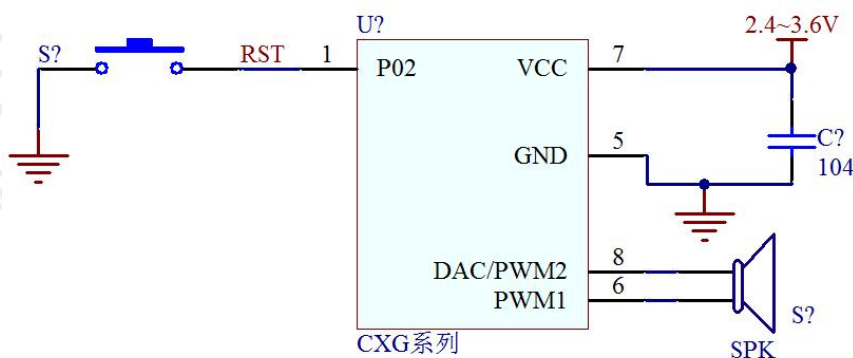 U?
2.4~3.6V
S?
RST
1
P02
VCC
7
GND
5
C?
104
DAC/PWM2
8
PWM1
6
S?
CXG系列
SPK